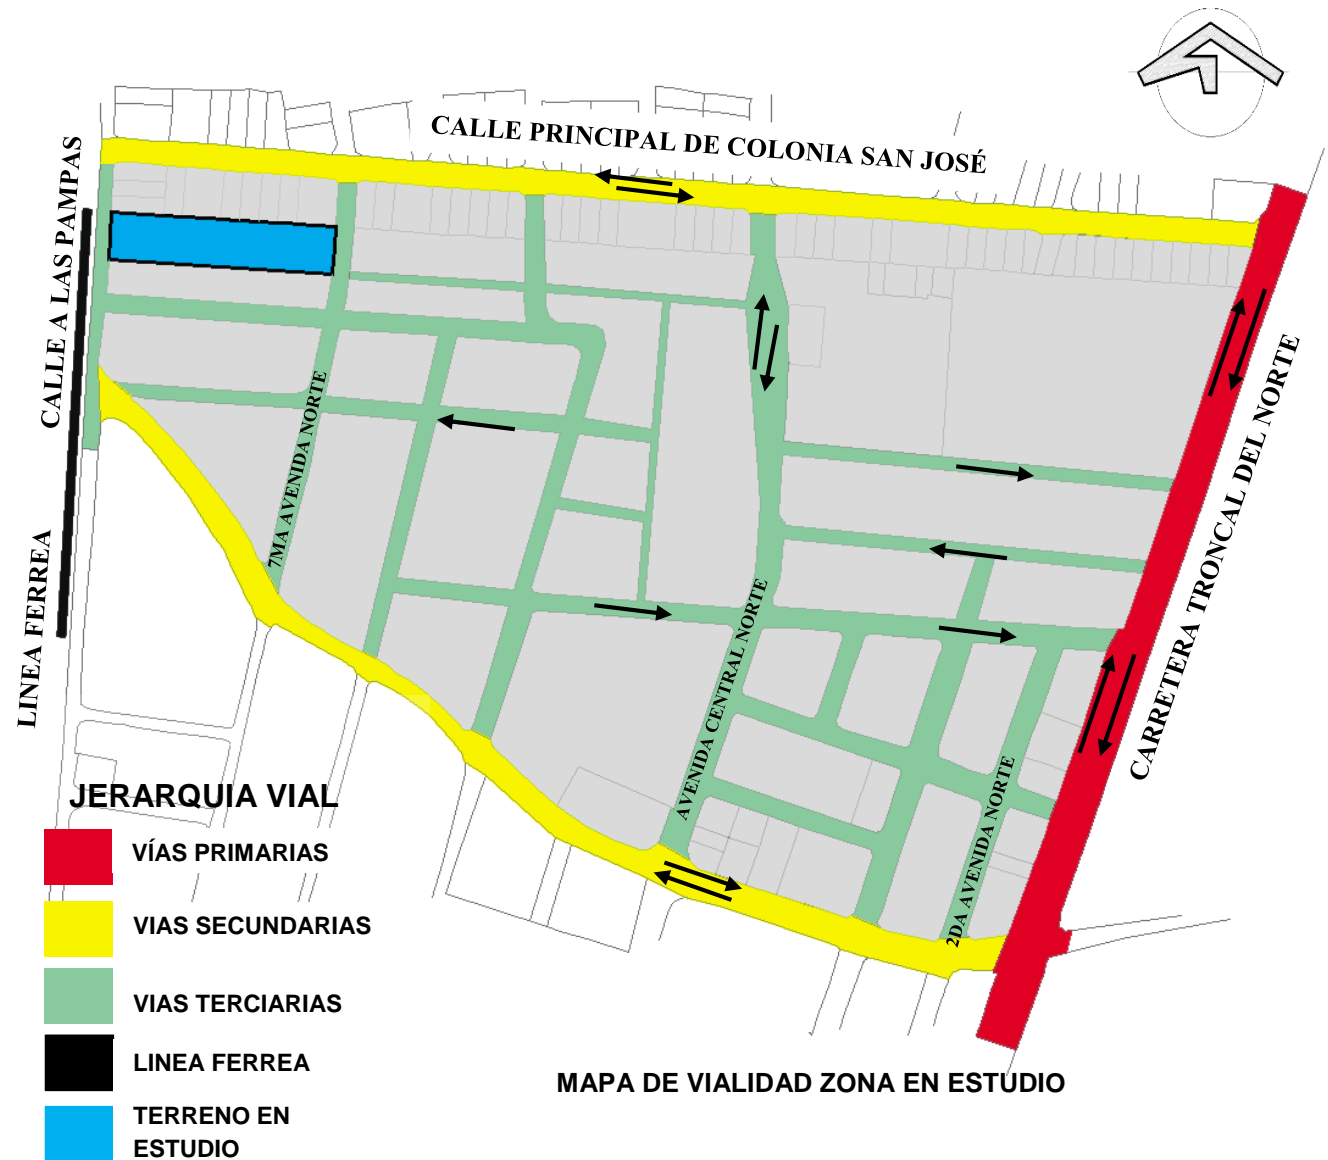 CALLE PRINCIPAL DE COLONIA SAN JOSÉ
CALLE A LAS PAMPAS
LINEA FERREA
7MA AVENIDA NORTE
AVENIDA CENTRAL NORTE
2DA AVENIDA NORTE
CARRETERA TRONCAL DEL NORTE
JERARQUIA VIAL
VÍAS PRIMARIAS
VIAS SECUNDARIAS
VIAS TERCIARIAS
LINEA FERREA
TERRENO EN
ESTUDIO
MAPA DE VIALIDAD ZONA EN ESTUDIO